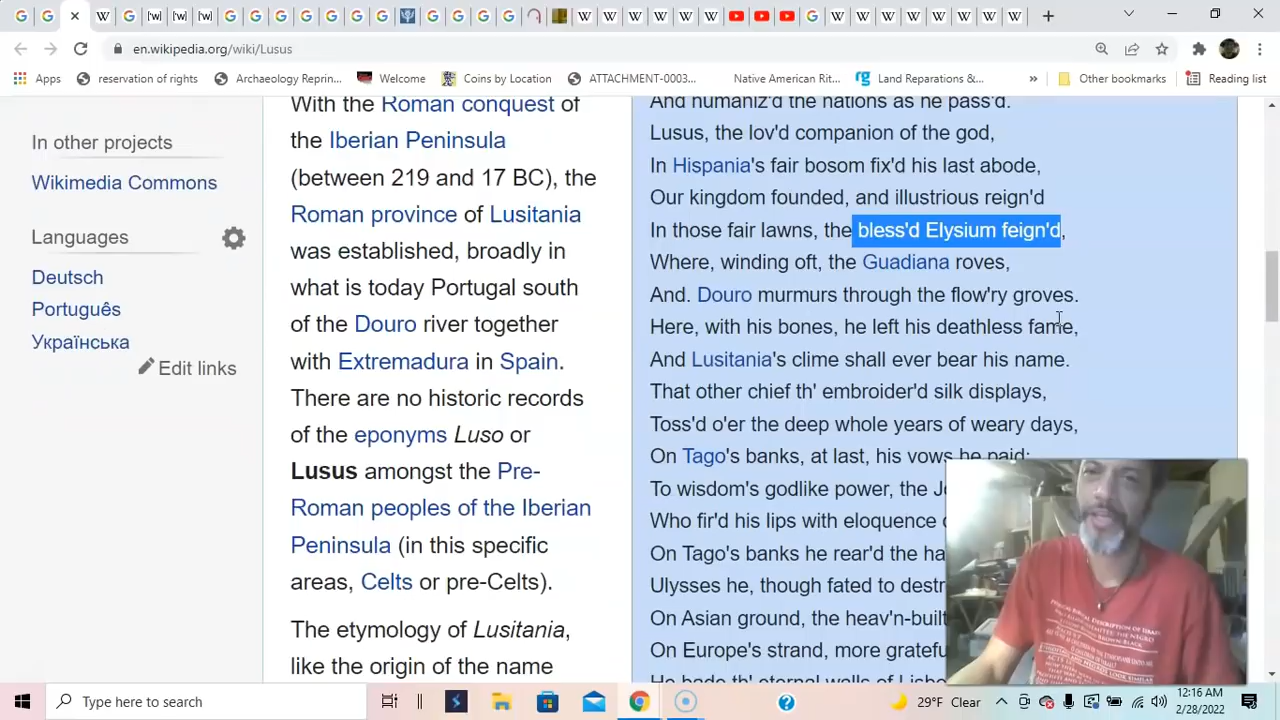 en.wikipedia.org/wiki/Lusus
Apps
reservation of rights
Archaeology Reprin...
Welcome
Coins by Location
ATTACHMENT-0003...
Native American Rit...
Land Reparations &...
»
Other bookmarks
Reading list
In other projects
Wikimedia Commons
Languages
Deutsch
Português
Українська
Edit links
With the Roman conquest of
the Iberian Peninsula
(between 219 and 17 BC), the
Roman province of Lusitania
was established, broadly in
what is today Portugal south
of the Douro river together
with Extremadura in Spain.
There are no historic records
of the eponyms Luso or
Lusus amongst the Pre-
Roman peoples of the Iberian
Peninsula (in this specific
areas, Celts or pre-Celts).
The etymology of Lusitania,
like the origin of the name
And humaniz'd the nations as he pass'd.
Lusus, the lov'd companion of the god,
In Hispania's fair bosom fix'd his last abode,
Our kingdom founded, and illustrious reign'd
In those fair lawns, the bless'd Elysium feign'd,
Where, winding oft, the Guadiana roves,
And. Douro murmurs through the flow'ry groves.
Here, with his bones, he left his deathless fame,
And Lusitania's clime shall ever bear his name.
That other chief th' embroider'd silk displays,
Toss'd o'er the deep whole years of weary days,
On Tago's banks, at last, his vows he paid:
To wisdom's godlike power, the
Who fir'd his lips with eloquence
On Tago's banks he rear'd the
Ulysses he, though fated to
On Asian ground, the heav'n-built
On Europe's strand, more
He bade th' eternal walls of
Type here to search
29°F Clear
12:16 AM
2/28/2022